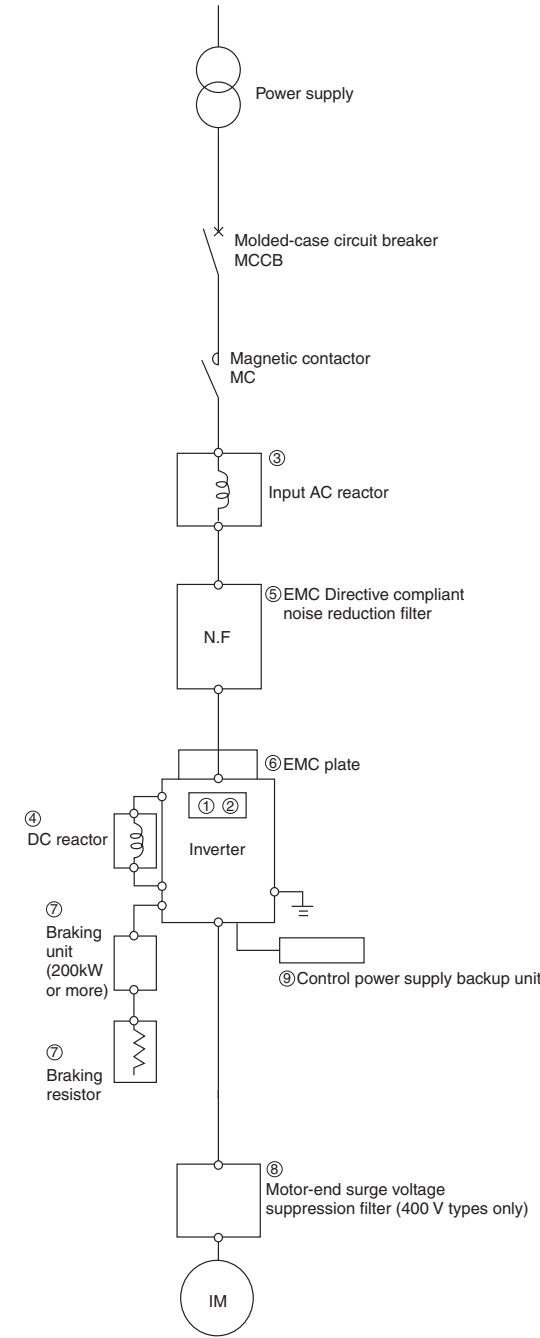 Power supply
Molded-case circuit breaker
MCCB
Magnetic contactor
MC
③
Input AC reactor
⑤EMC Directive compliant
noise reduction filter
N.F
⑥EMC plate
① ②
Inverter
④
DC reactor
⑦
Braking
unit
(200kW
or more)
⑨Control power supply backup unit
⑦
Braking
resistor
⑧
Motor-end surge voltage
suppression filter (400 V types only)
IM